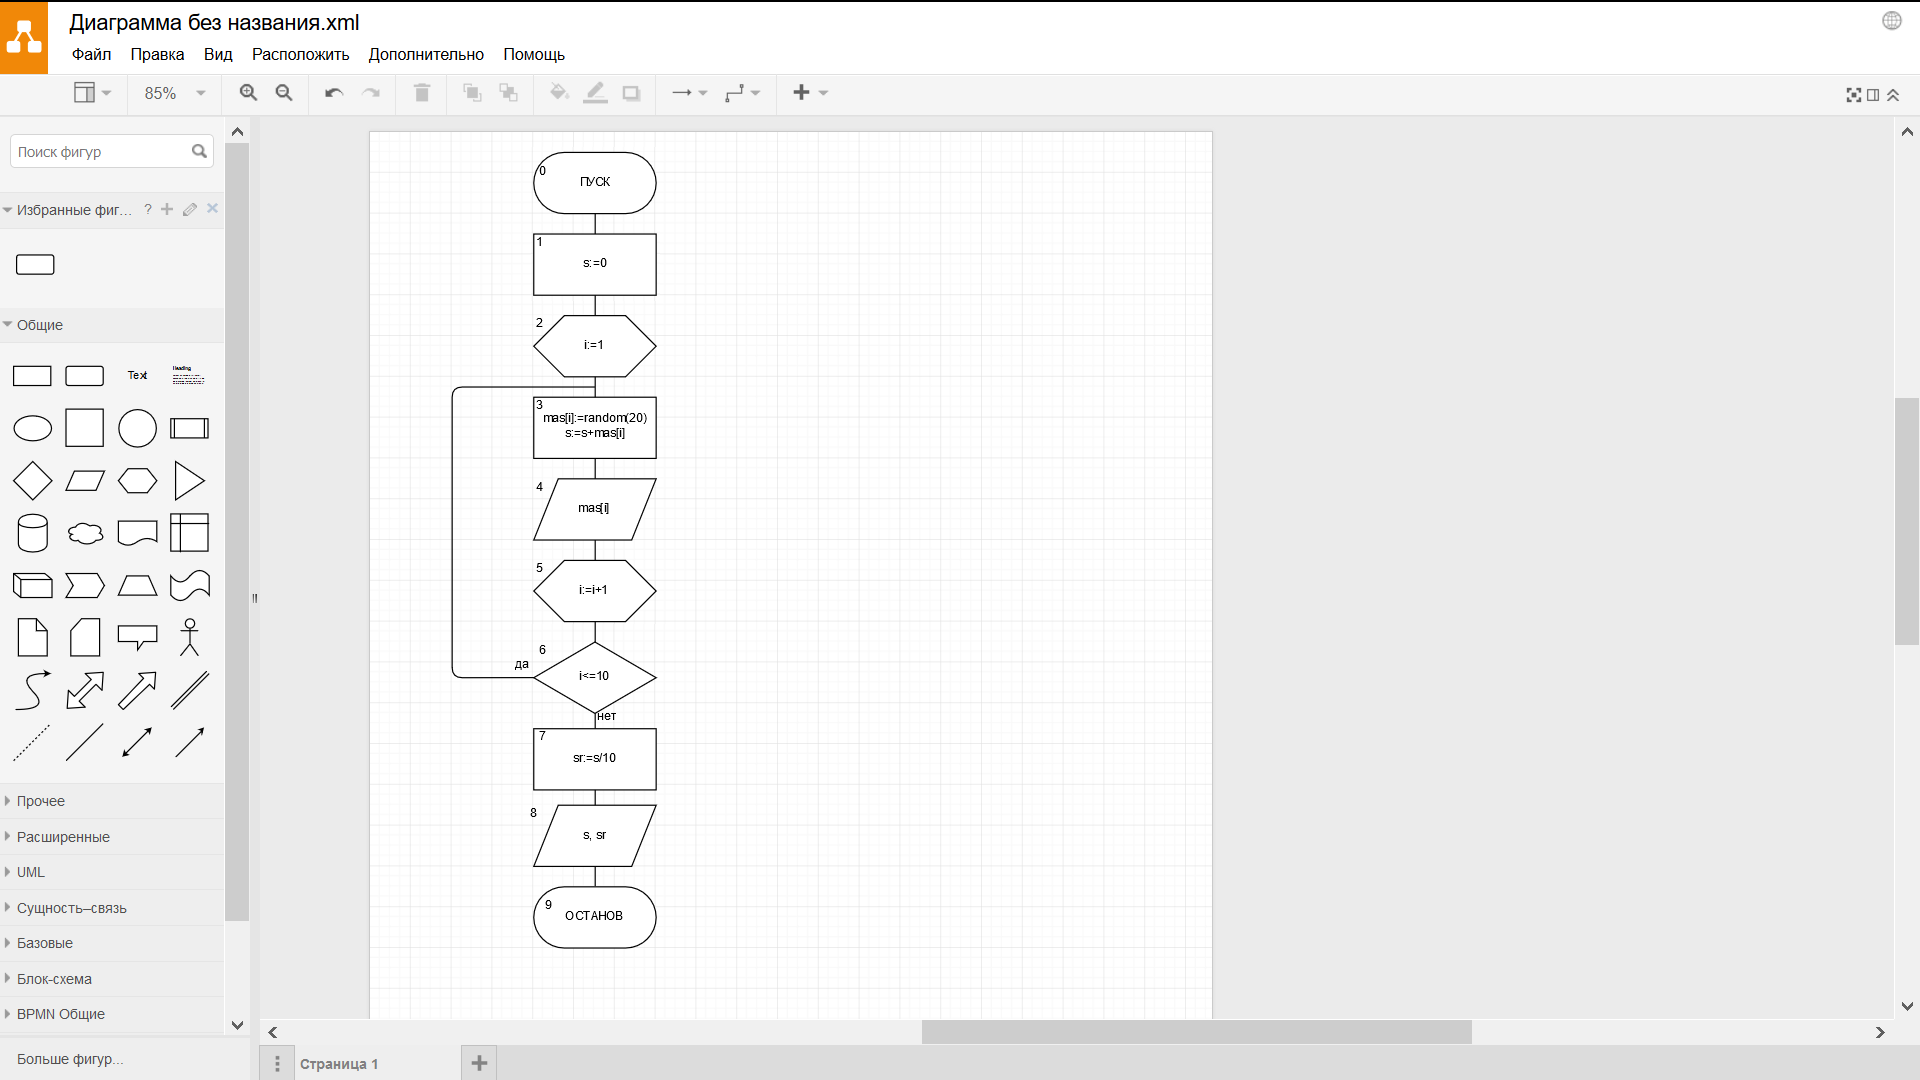 Диаграмма без названия.xml
Файл Правка Вид Расположить Дополнительно Помощь
85%
Поиск фигур
Избранные фиг... ?
Общие
Text
Heading
Прочее
Расширенные
UML
Сущность–связь
Базовые
Блок-схема
BPMN Общие
Больше фигур...
0
ПУСК
1
s:=0
2
i:=1
3
mas[i]:=random(20)
s:=s+mas[i]
4
mas[i]
5
i:=i+1
6
да
i<=10
нет
7
sr:=s/10
8
s, sr
9
ОСТАНОВ
Страница 1